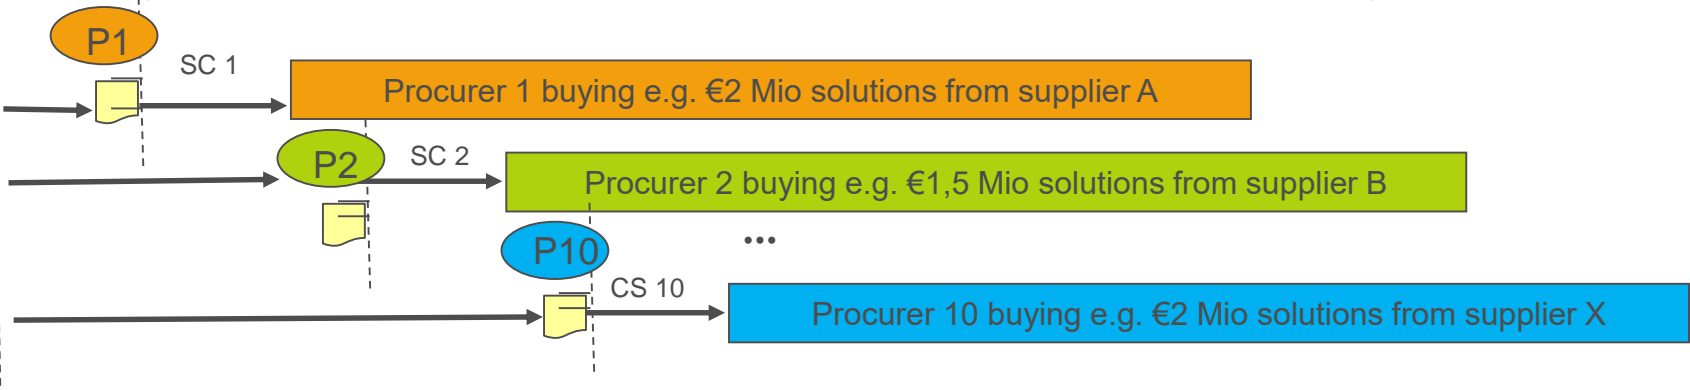 P1
SC 1
Procurer 1 buying e.g. €2 Mio solutions from supplier A
P2
SC 2
Procurer 2 buying e.g. €1,5 Mio solutions from supplier B
P10
...
CS 10
Procurer 10 buying e.g. €2 Mio solutions from supplier X